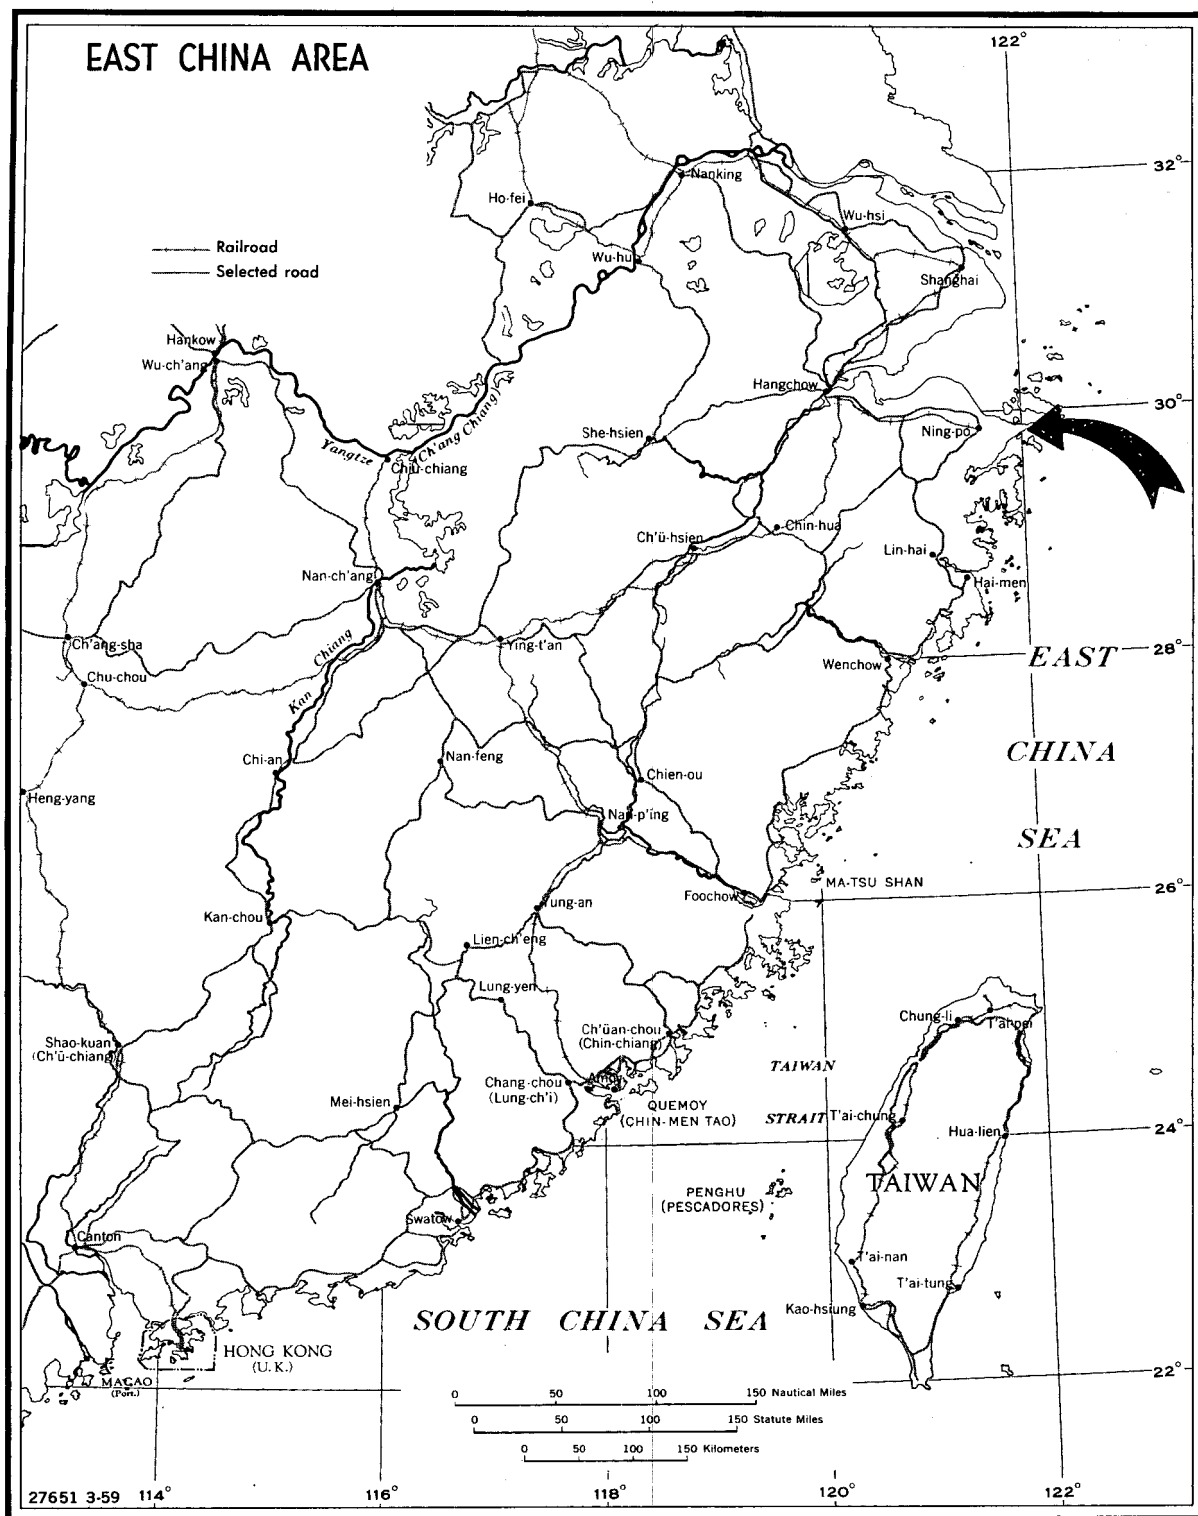 EAST CHINA AREA
122°
32°
Nanking
Ho-fei
Wu-hsi
Railroad
Wu-hu
Selected road
Shanghai
Hankow
Wu-ch'ang
Hangchow
30°
She-hsien
Ning-po
Yangtze
(Ch'ang Chiang)
Chiu-chiang
Ch'ü-hsien
Chin-hua
Lin-hai
Nan-ch'ang
Hai-men
Ch'ang-sha
Kan Chiang
Ying-t'an
EAST
28°
Chu-chou
Wenchow
CHINA
Chi-an
Nan-feng
Chien-ou
Heng-yang
Nan-p'ing
SEA
MA-TSU SHAN
26°
Foochow
Kan-chou
Yung-an
Lien-ch'eng
Lung-yen
Chung-li
T'aipei
Shao-kuan
(Ch'ü-chiang)
Ch'üan-chou
(Chin-chiang)
TAIWAN
Chang-chou
(Lung-ch'i)
Amoy
Mei-hsien
QUEMOY
(CHIN-MEN TAO)
STRAIT
T'ai-chung
24°
Hua-lien
TAIWAN
PENGHU
(PESCADORES)
Swatow
Canton
T'ai-nan
T'ai-tung
Kao-hsiung
SOUTH CHINA SEA
HONG KONG
(U.K.)
22°
MACAO
(Port.)
0 50 100 150 Nautical Miles
0 50 100 150 Statute Miles
0 50 100 150 Kilometers
27651 3-59
114° 116° 118° 120° 122°